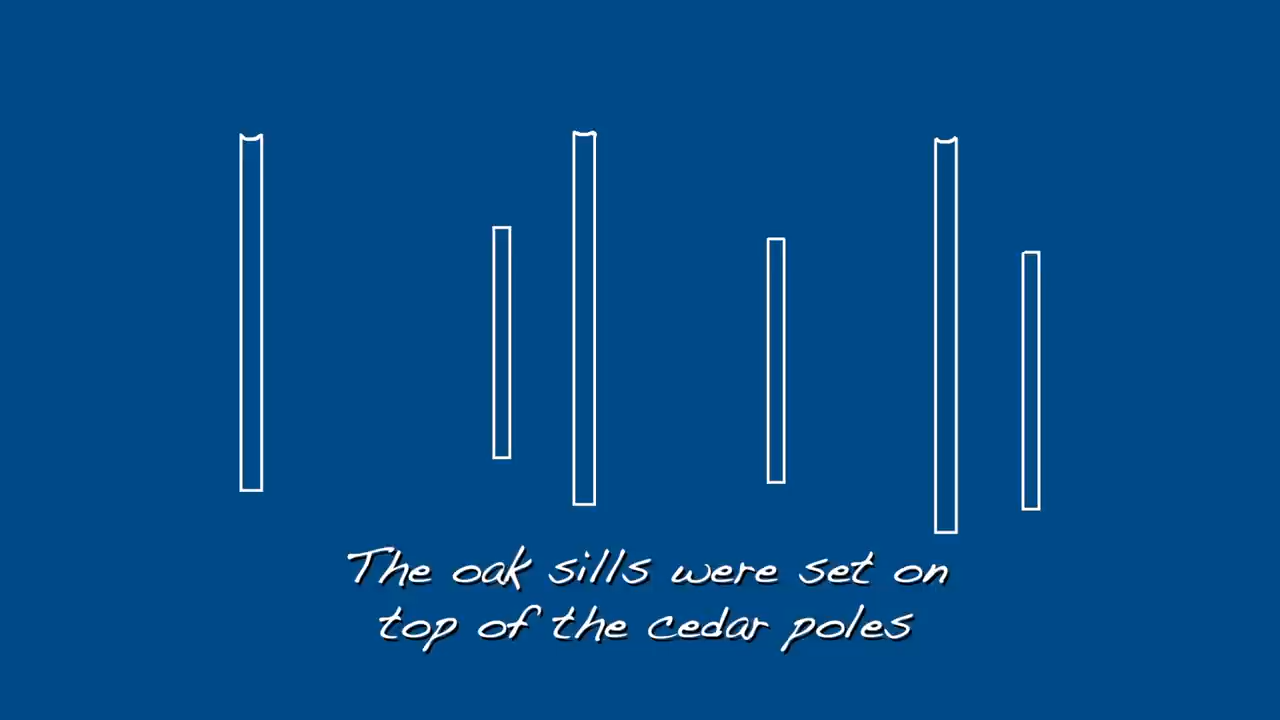 The oak sills were set on
top of the cedar poles